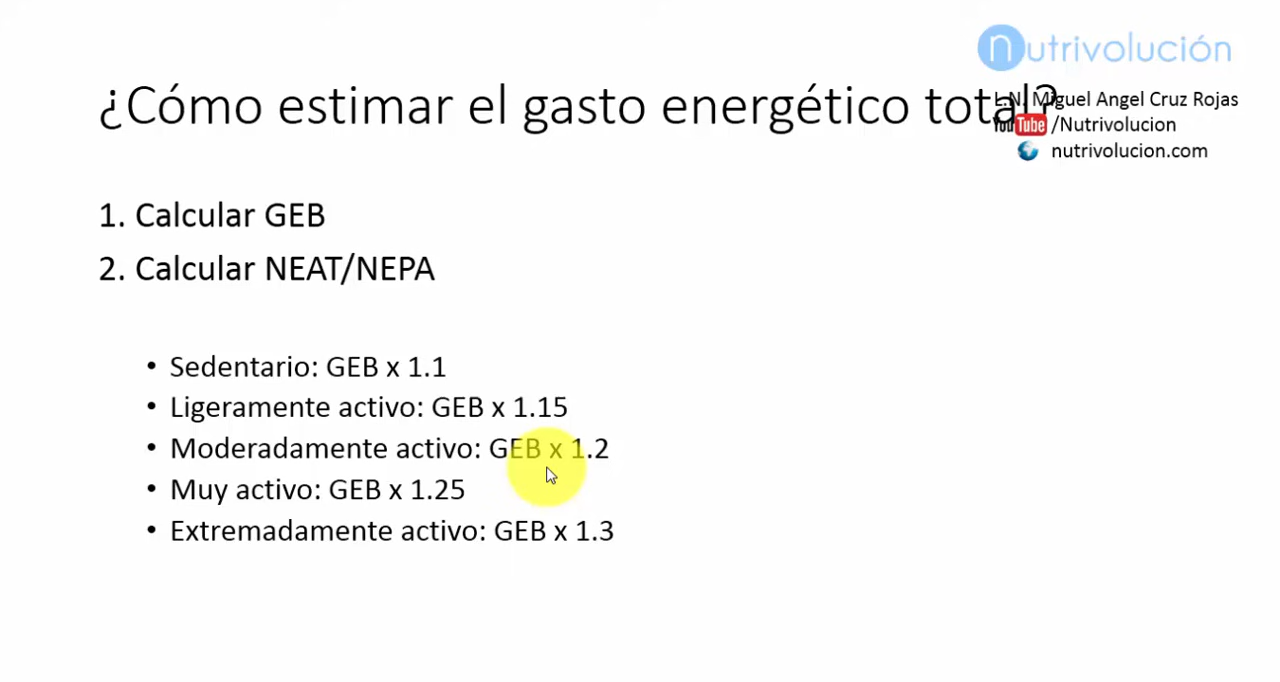 nutrivolución
¿Cómo estimar el gasto energético total?
L.N. Miguel Angel Cruz Rojas
YouTube /Nutrivolucion
nutrivolucion.com
1. Calcular GEB
2. Calcular NEAT/NEPA
• Sedentario: GEB x 1.1
• Ligeramente activo: GEB x 1.15
• Moderadamente activo: GEB x 1.2
• Muy activo: GEB x 1.25
• Extremadamente activo: GEB x 1.3